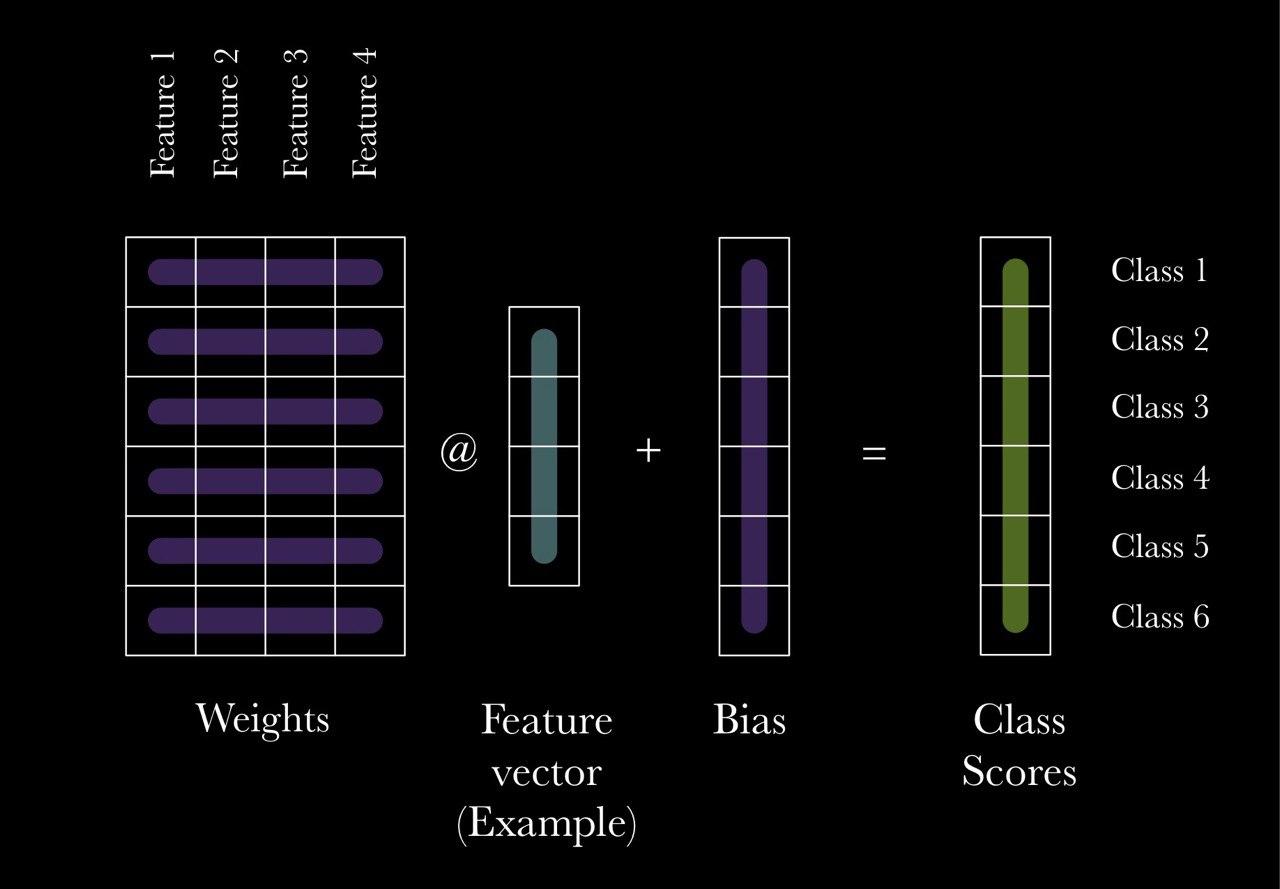 Feature 1
Feature 2
Feature 3
Feature 4
@
+
=
Class 1
Class 2
Class 3
Class 4
Class 5
Class 6
Weights
Feature
vector
(Example)
Bias
Class
Scores